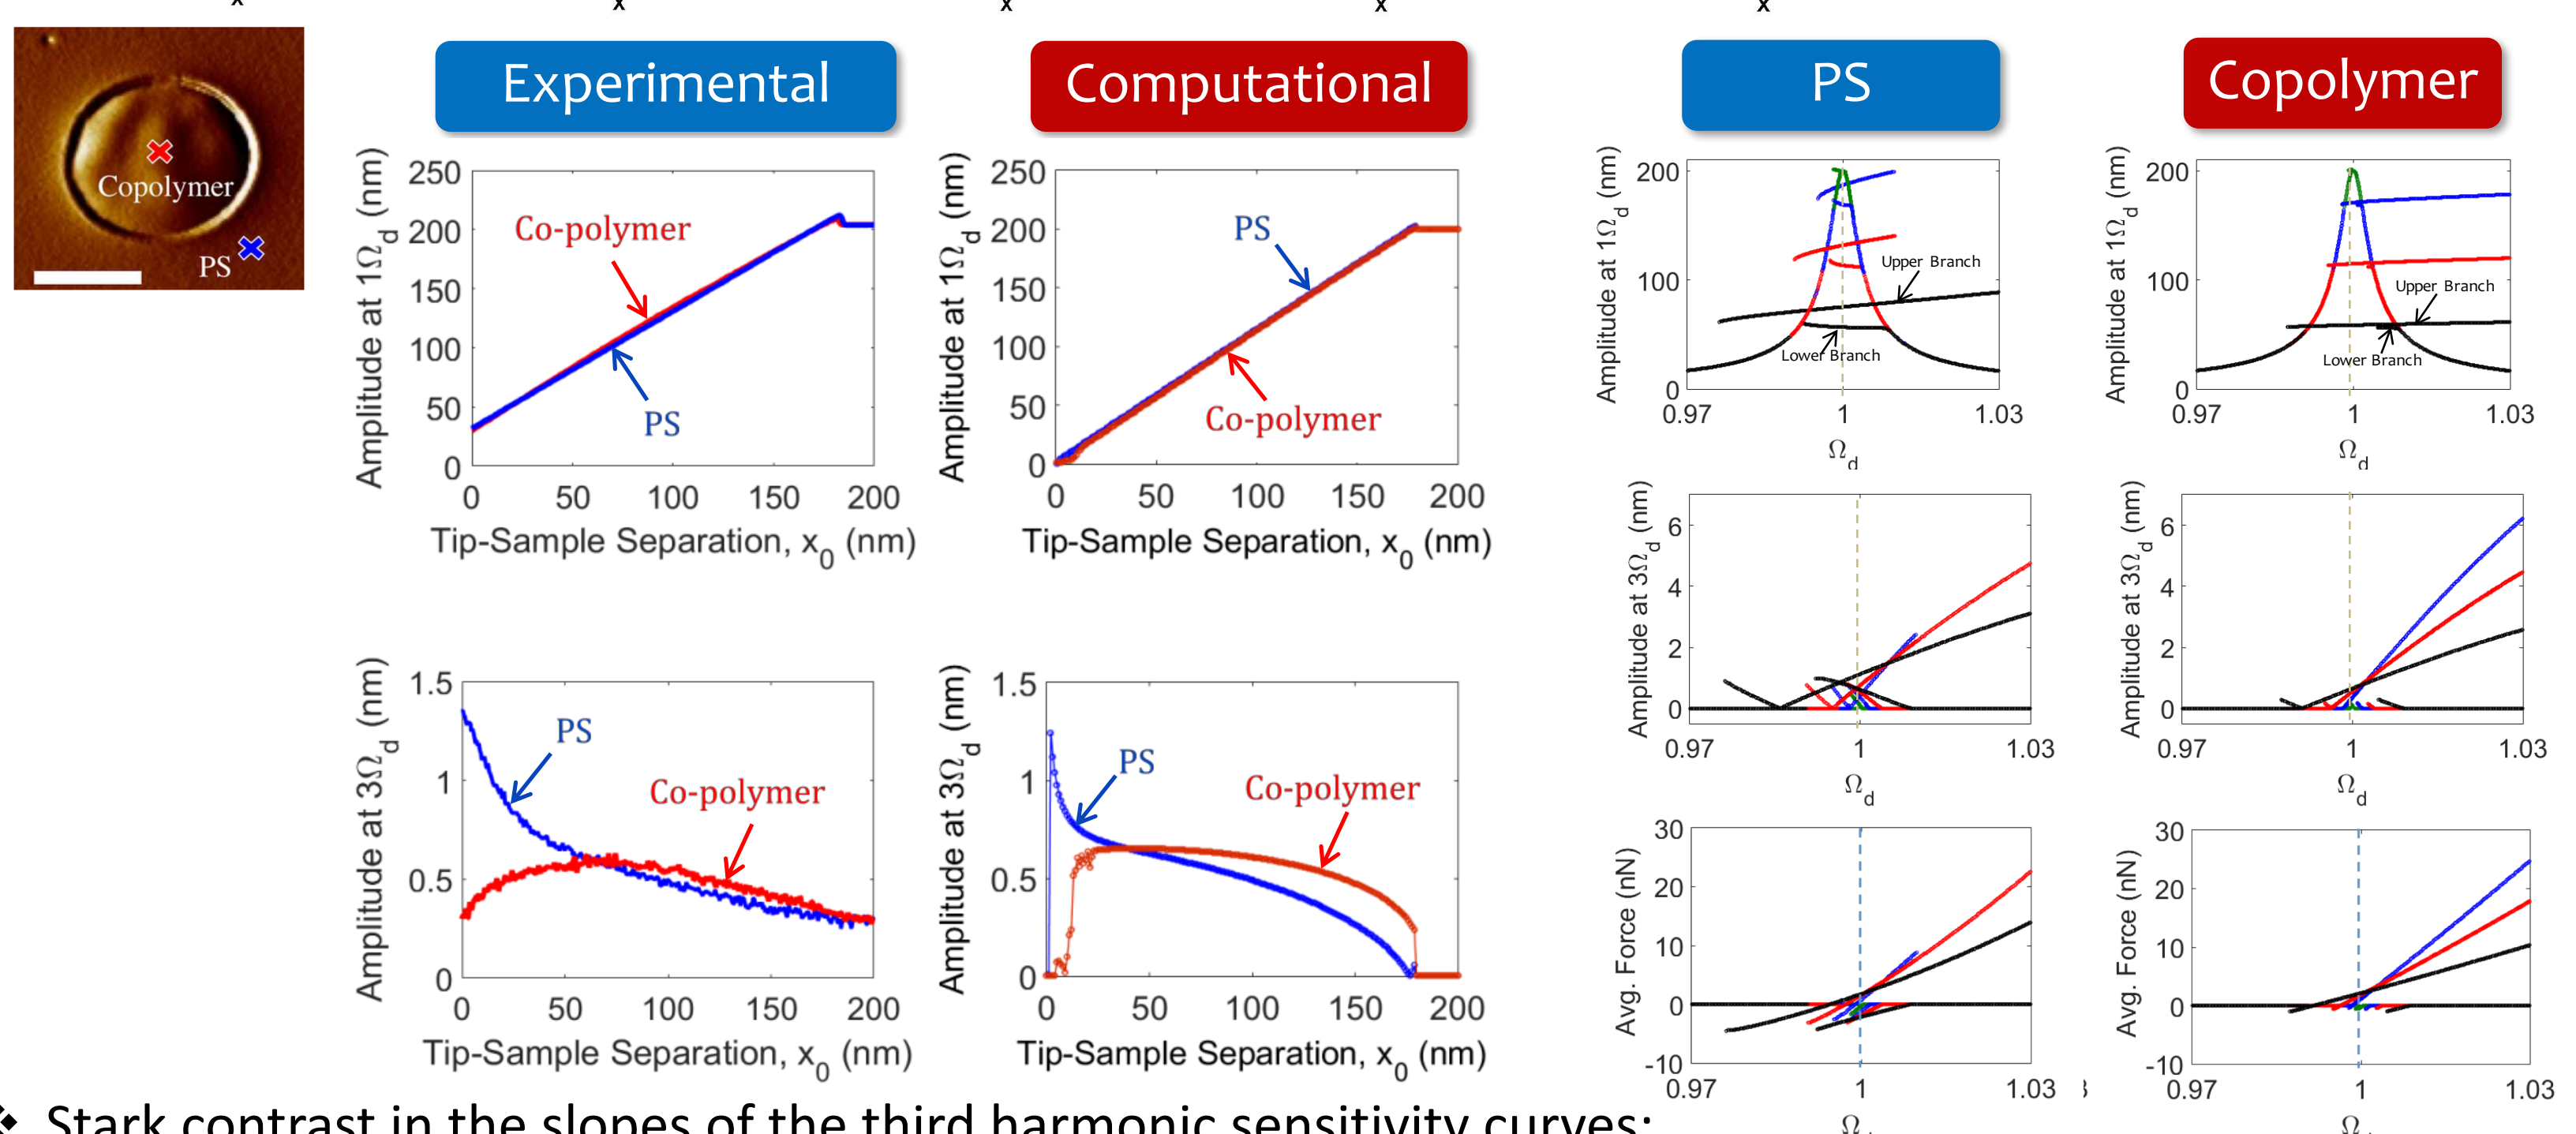 x x x x x
Experimental
Computational
PS
Copolymer
Copolymer
PS
Amplitude at 1Ω_d (nm)
250
200
150
100
50
0
Co-polymer
PS
0 50 100 150 200
Tip-Sample Separation, x_0 (nm)
Amplitude at 1Ω_d (nm)
250
200
150
100
50
0
PS
Co-polymer
0 50 100 150 200
Tip-Sample Separation, x_0 (nm)
Amplitude at 1Ω_d (nm)
200
100
0
Upper Branch
Lower Branch
0.97 1 1.03
Ω_d
Amplitude at 1Ω_d (nm)
200
100
0
Upper Branch
Lower Branch
0.97 1 1.03
Ω_d
Amplitude at 3Ω_d (nm)
6
4
2
0
0.97 1 1.03
Ω_d
Amplitude at 3Ω_d (nm)
6
4
2
0
0.97 1 1.03
Ω_d
Amplitude at 3Ω_d (nm)
1.5
1
0.5
0
PS
Co-polymer
0 50 100 150 200
Tip-Sample Separation, x_0 (nm)
Amplitude at 3Ω_d (nm)
1.5
1
0.5
0
PS
Co-polymer
0 50 100 150 200
Tip-Sample Separation, x_0 (nm)
Avg. Force (nN)
30
20
10
0
-10
0.97 1 1.03
Avg. Force (nN)
30
20
10
0
-10
0.97 1 1.03
Stark contrast in the slopes of the third harmonic sensitivity curves: